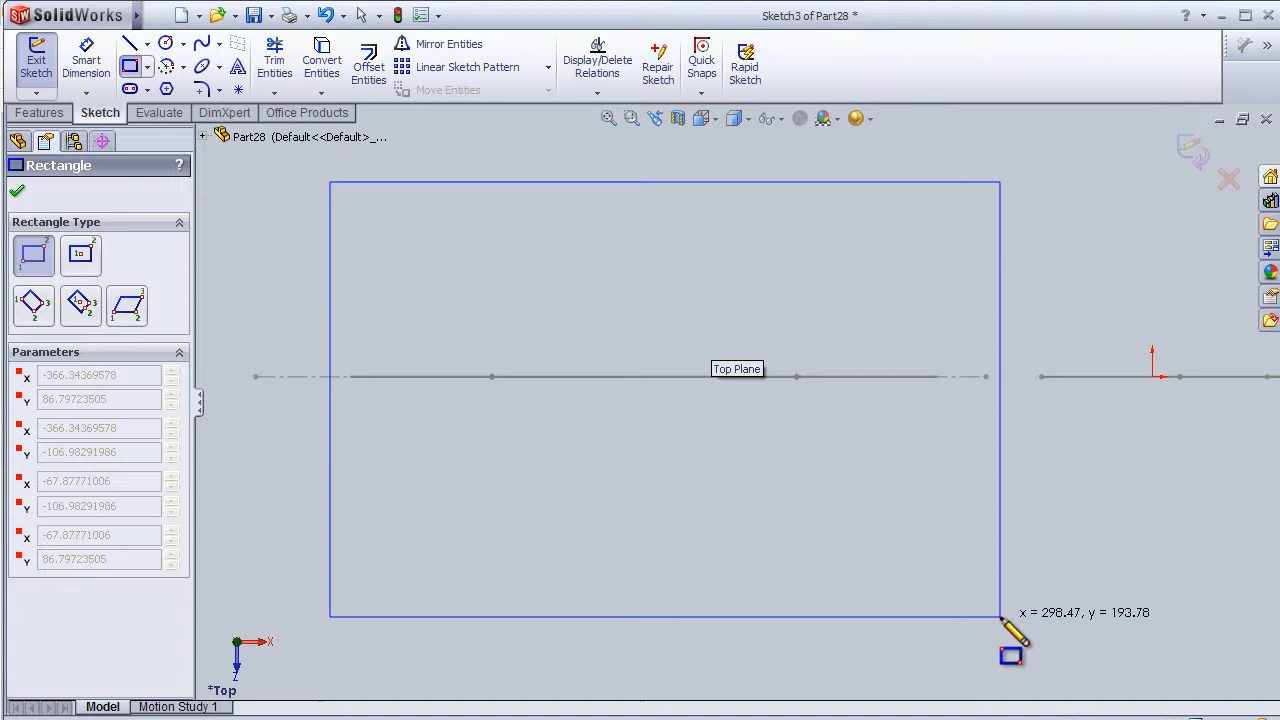 SolidWorks
Sketch3 of Part28 *
?
Exit Sketch
Smart Dimension
Trim Entities
Convert Entities
Offset Entities
Mirror Entities
Linear Sketch Pattern
Move Entities
Display/Delete Relations
Repair Sketch
Quick Snaps
Rapid Sketch
Features
Sketch
Evaluate
DimXpert
Office Products
Part28 (Default<<Default>_...
Rectangle
?
Rectangle Type
Parameters
X -366.34369578
Y 86.79723505
X -366.34369578
Y -106.98291986
X -67.87771006
Y -106.98291986
X -67.87771006
Y 86.79723505
Top Plane
x = 298.47, y = 193.78
X
Z
*Top
Model
Motion Study 1